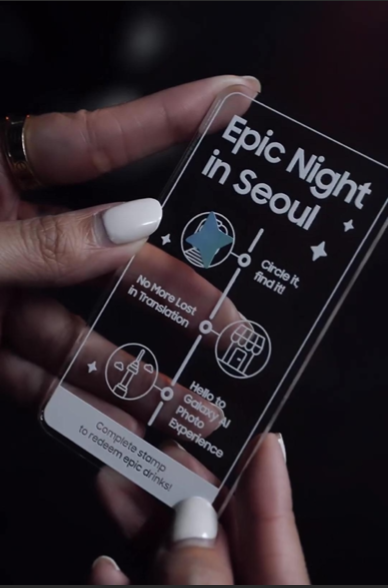 Epic Night
in Seoul
Circle it,
find it!
No More Lost
in Translation
Hello to
Galaxy AI
Photo
Experience
Complete stamp
to redeem epic drinks!